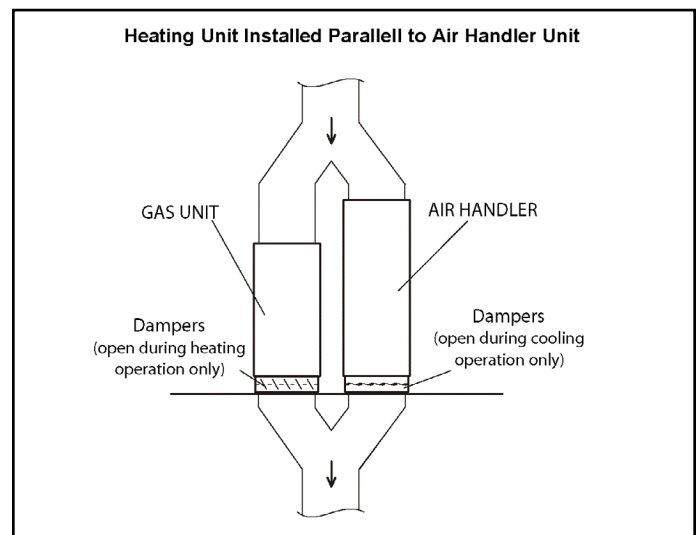 Heating Unit Installed Parallell to Air Handler Unit
GAS UNIT
AIR HANDLER
Dampers
(open during heating
operation only)
Dampers
(open during cooling
operation only)